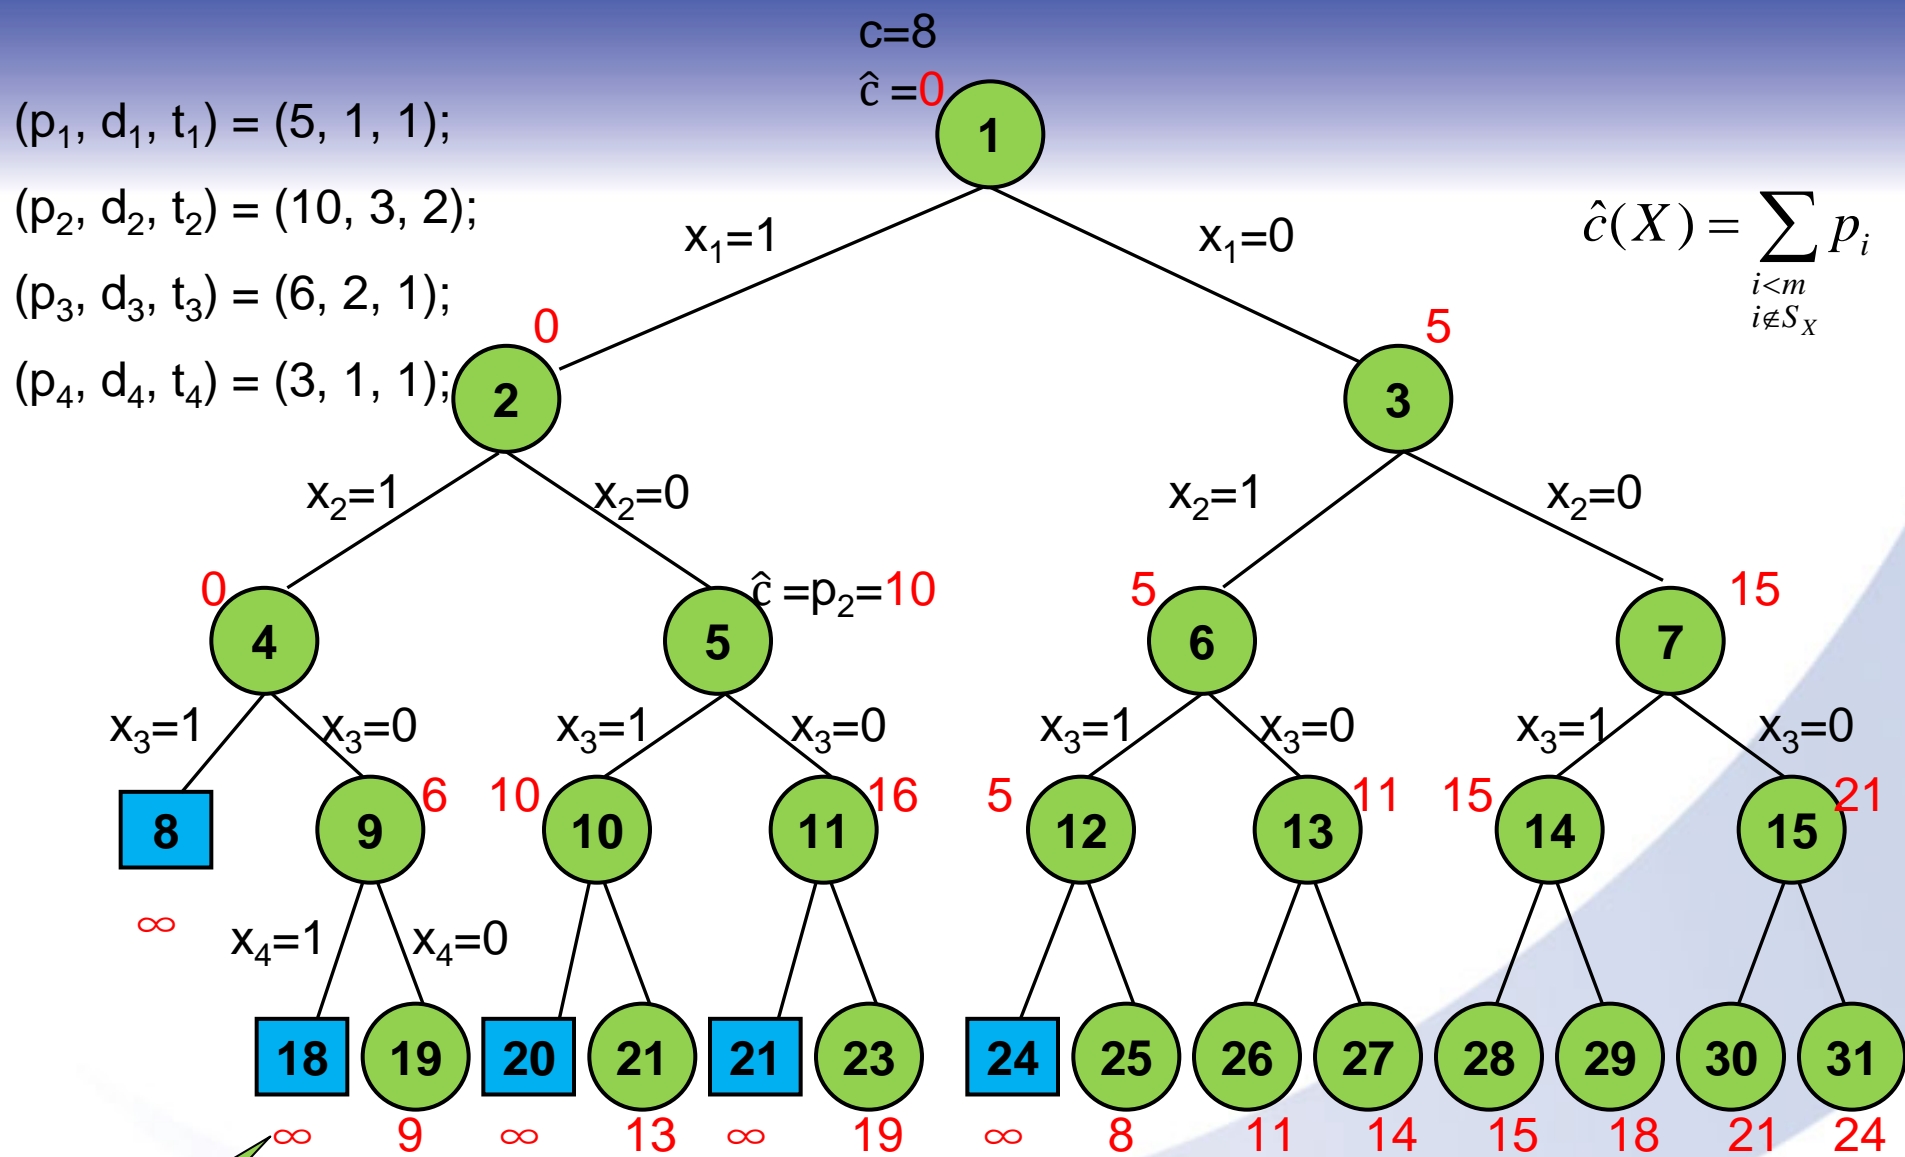 c=8
ĉ =0
1
(p₁, d₁, t₁) = (5, 1, 1);
(p₂, d₂, t₂) = (10, 3, 2);
(p₃, d₃, t₃) = (6, 2, 1);
(p₄, d₄, t₄) = (3, 1, 1);
ĉ(X) = ∑ pᵢ
i<m
i∉S_X
x₁=1 x₁=0
0 5
2 3
x₂=1 x₂=0 x₂=1 x₂=0
0 ĉ =p₂=10 5 15
4 5 6 7
x₃=1 x₃=0 x₃=1 x₃=0 x₃=1 x₃=0 x₃=1 x₃=0
6 10 16 5 11 15 21
8 9 10 11 12 13 14 15
∞
x₄=1 x₄=0
18 19 20 21 21 23 24 25 26 27 28 29 30 31
∞ 9 ∞ 13 ∞ 19 ∞ 8 11 14 15 18 21 24